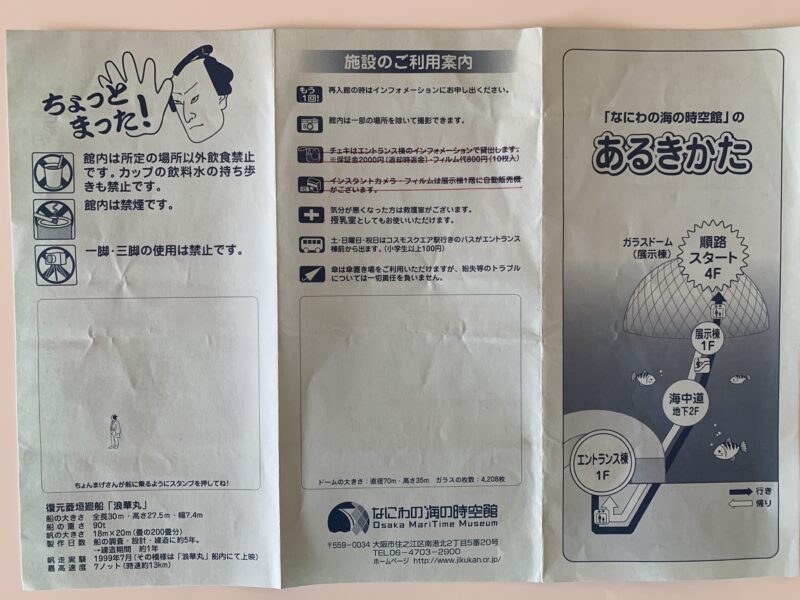 ちょっと
まった!
館内は所定の場所以外飲食禁止
です。カップの飲料水の持ち歩
きも禁止です。
館内は禁煙です。
一脚・三脚の使用は禁止です。
ちょんまげさんが船に乗るようにスタンプを押してね!
復元菱垣廻船「浪華丸」
船の大きさ 全長30m・高さ27.5m・幅7.4m
船の重さ 90t
帆の大きさ 18m×20m(畳の200畳分)
製作日数 船の調査・設計・建造に約5年。
→建造期間 約1年
帆走実験 1999年7月(その模様は「浪華丸」船内にて上映)
最高速度 7ノット(時速約13km)
施設のご利用案内
もう
1回!
再入館の時はインフォメーションにお申し出ください。
館内は一部の場所を除いて撮影できます。
チェキはエントランス棟のインフォメーションで貸出します。
※保証金2000円(返却時返金)・フィルム代800円(10枚入)
インスタントカメラ・フィルムは展示棟1階に自動販売機
がございます。
気分が悪くなった方は救護室がございます。
授乳室としてもお使いいただけます。
土・日曜日・祝日はコスモスクエア駅行きのバスがエントランス
棟前から出ます。(小学生以上100円)
傘は傘置き場をご利用いただけますが、紛失等のトラブル
については一切責任を負いません。
ドームの大きさ:直径70m・高さ35m ガラスの枚数:4,208枚
なにわの海の時空館
Osaka MariTime Museum
〒559-0034 大阪市住之江区南港北2丁目5番20号
TEL.06-4703-2900
ホームページ http://www.jikukan.or.jp/
「なにわの海の時空館」の
あるきかた
ガラスドーム
(展示棟)
順路
スタート
4F
展示棟
1F
海中道
地下2F
エントランス棟
1F
行き
帰り